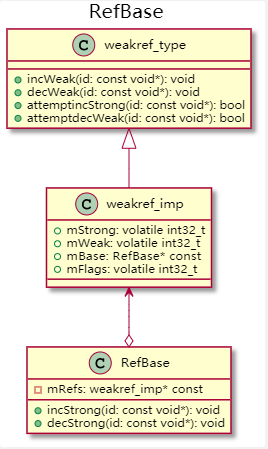 RefBase
C weakref_type
incWeak(id: const void*): void
decWeak(id: const void*): void
attemptincStrong(id: const void*): bool
attemptdecWeak(id: const void*): bool
C weakref_imp
mStrong: volatile int32_t
mWeak: volatile int32_t
mBase: RefBase* const
mFlags: volatile int32_t
C RefBase
mRefs: weakref_imp* const
incStrong(id: const void*): void
decStrong(id: const void*): void